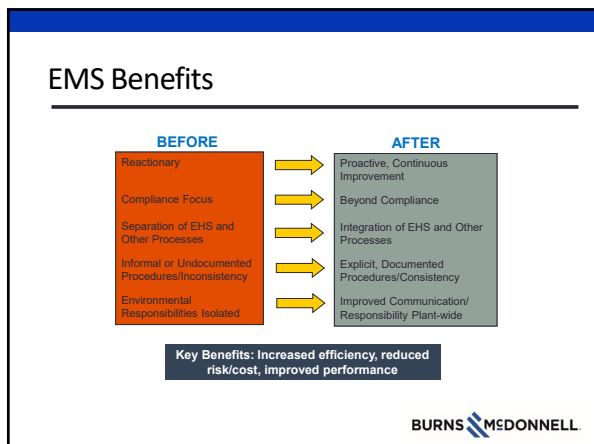 EMS Benefits
BEFORE
AFTER
Reactionary
Proactive, Continuous
Improvement
Compliance Focus
Beyond Compliance
Separation of EHS and
Other Processes
Integration of EHS and Other
Processes
Informal or Undocumented
Procedures/Inconsistency
Explicit, Documented
Procedures/Consistency
Environmental
Responsibilities Isolated
Improved Communication/
Responsibility Plant-wide
Key Benefits: Increased efficiency, reduced
risk/cost, improved performance
BURNS McDONNELL.